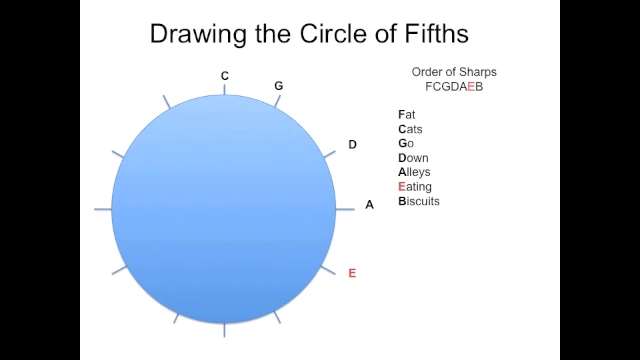 Drawing the Circle of Fifths
Order of Sharps
FCGDAEB
Fat
Cats
Go
Down
Alleys
Eating
Biscuits
C
G
D
A
E